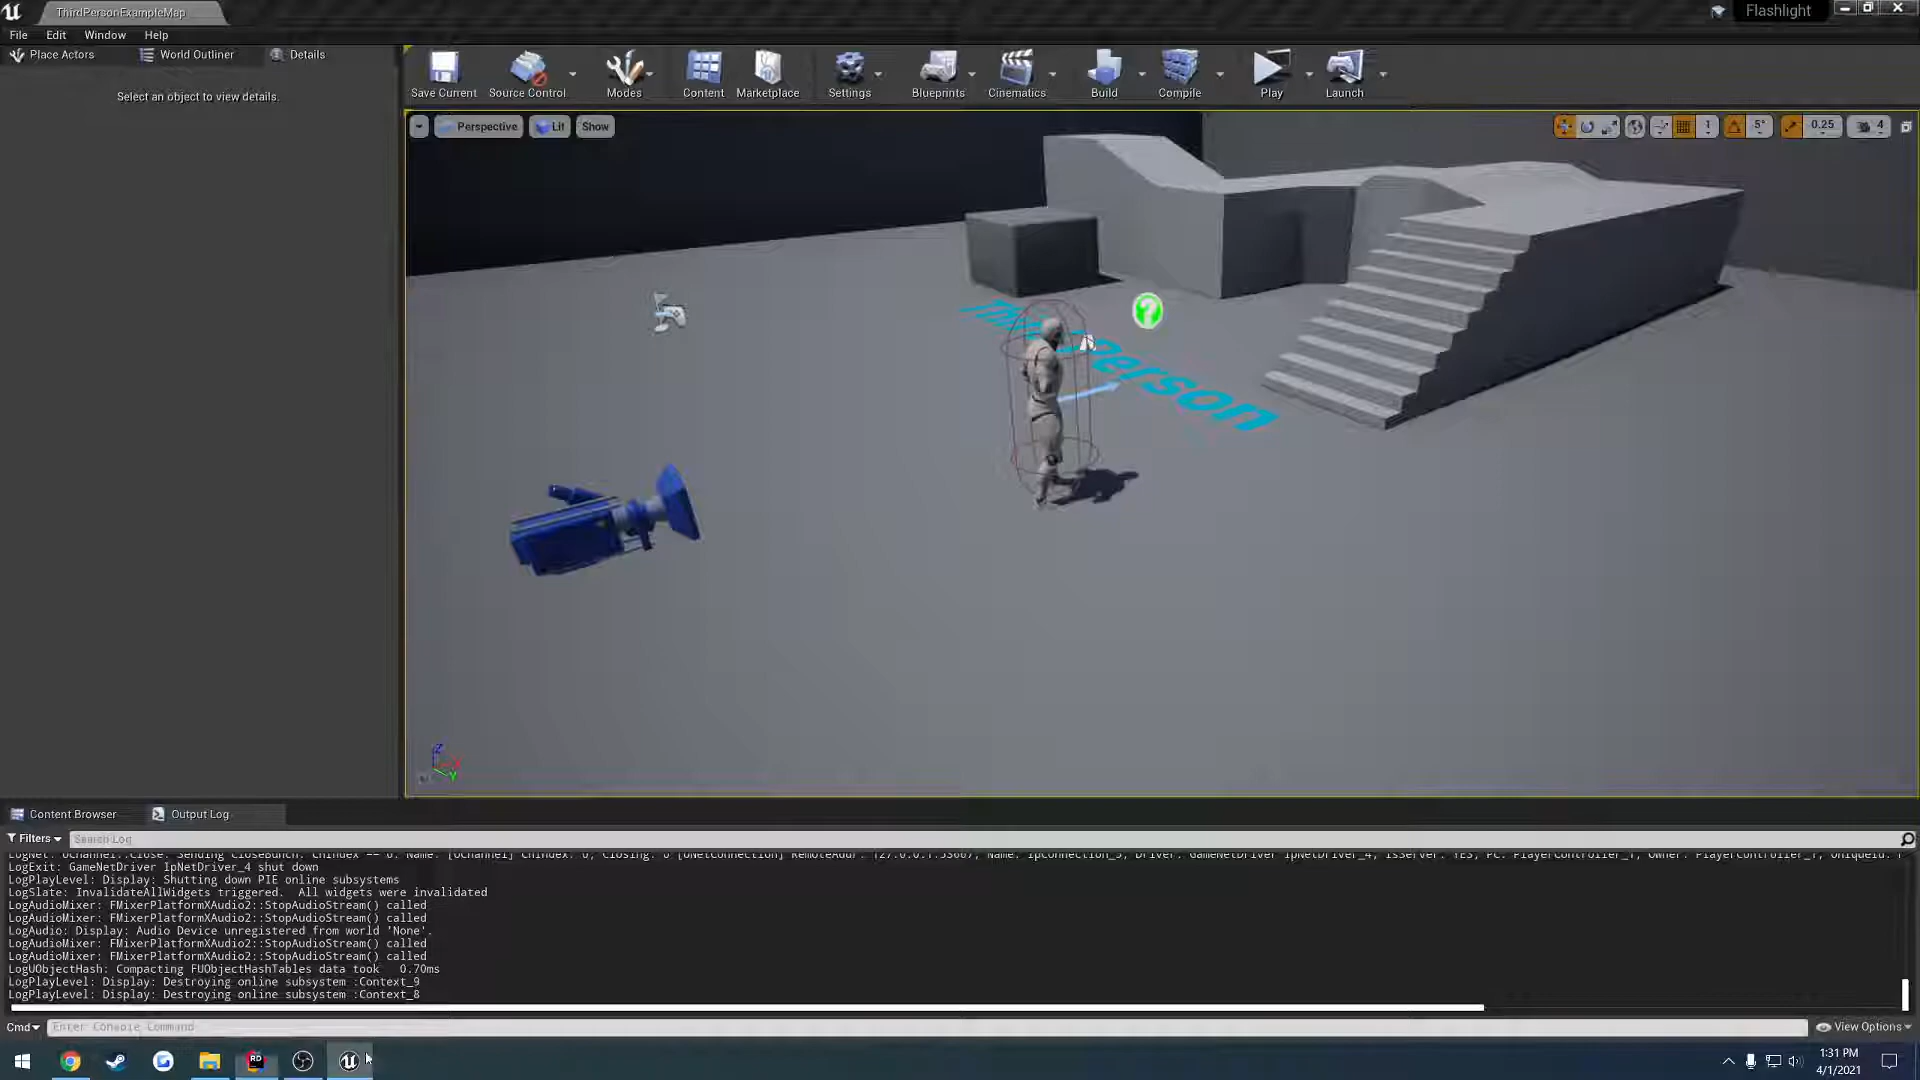 ThirdPersonExampleMap
Flashlight
File Edit Window Help
Place Actors World Outliner Details
Select an object to view details.
Save Current Source Control Modes Content Marketplace Settings Blueprints Cinematics Build Compile Play Launch
Perspective Lit Show
1 5° 0.25 4
Person
Content Browser Output Log
Filters Search Log
LogExit: GameNetDriver IpNetDriver_4 shut down
LogPlayLevel: Display: Shutting down PIE online subsystems
LogSlate: InvalidateAllWidgets triggered. All widgets were invalidated
LogAudioMixer: FMixerPlatformXAudio2::StopAudioStream() called
LogAudioMixer: FMixerPlatformXAudio2::StopAudioStream() called
LogAudio: Display: Audio Device unregistered from world 'None'.
LogAudioMixer: FMixerPlatformXAudio2::StopAudioStream() called
LogAudioMixer: FMixerPlatformXAudio2::StopAudioStream() called
LogUObjectHash: Compacting FUObjectHashTables data took 0.70ms
LogPlayLevel: Display: Destroying online subsystem :Context_9
LogPlayLevel: Display: Destroying online subsystem :Context_8
Cmd Enter Console Command View Options
RD
1:31 PM
4/1/2021